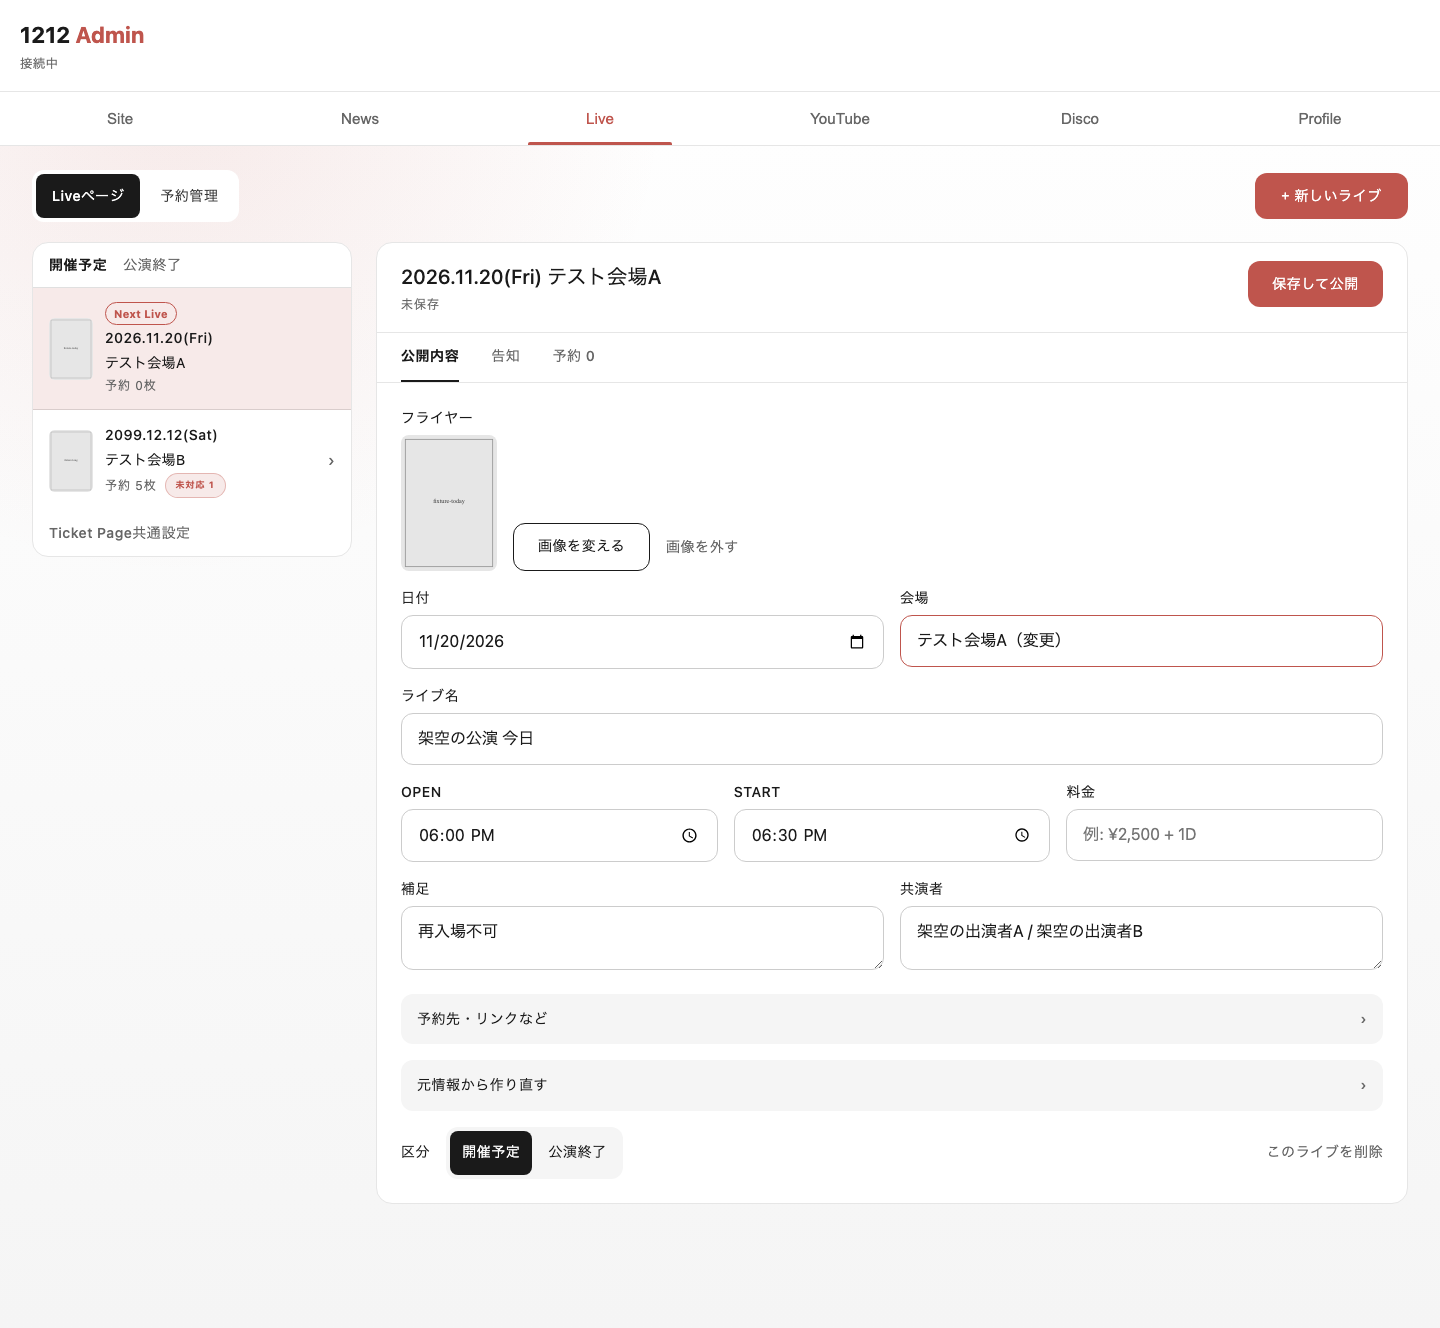 1212 Admin
接続中
Site
News
Live
YouTube
Disco
Profile
Liveページ
予約管理
+ 新しいライブ
開催予定
公演終了
Next Live
2026.11.20(Fri)
テスト会場A
予約 0枚
2099.12.12(Sat)
テスト会場B
予約 5枚
未対応 1
Ticket Page共通設定
2026.11.20(Fri) テスト会場A
未保存
保存して公開
公開内容
告知
予約 0
フライヤー
fixture-today
画像を変える
画像を外す
日付
会場
11/20/2026
テスト会場A（変更）
ライブ名
架空の公演 今日
OPEN
START
料金
06:00 PM
06:30 PM
例: ¥2,500 + 1D
補足
共演者
再入場不可
架空の出演者A / 架空の出演者B
予約先・リンクなど
元情報から作り直す
区分
開催予定
公演終了
このライブを削除